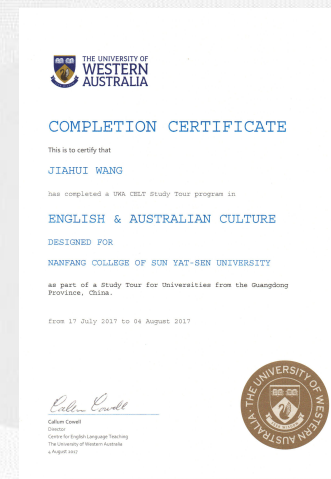 THE UNIVERSITY OF
WESTERN
AUSTRALIA
COMPLETION CERTIFICATE
This is to certify that
JIAHUI WANG
has completed a UWA CELT Study Tour program in
ENGLISH & AUSTRALIAN CULTURE
DESIGNED FOR
NANFANG COLLEGE OF SUN YAT-SEN UNIVERSITY
as part of a Study Tour for Universities from the Guangdong
Province, China.
from 17 July 2017 to 04 August 2017
Callum Cowell
Callum Cowell
Director
Centre for English Language Teaching
The University of Western Australia
4 August 2017
THE UNIVERSITY OF WESTERN AUSTRALIA